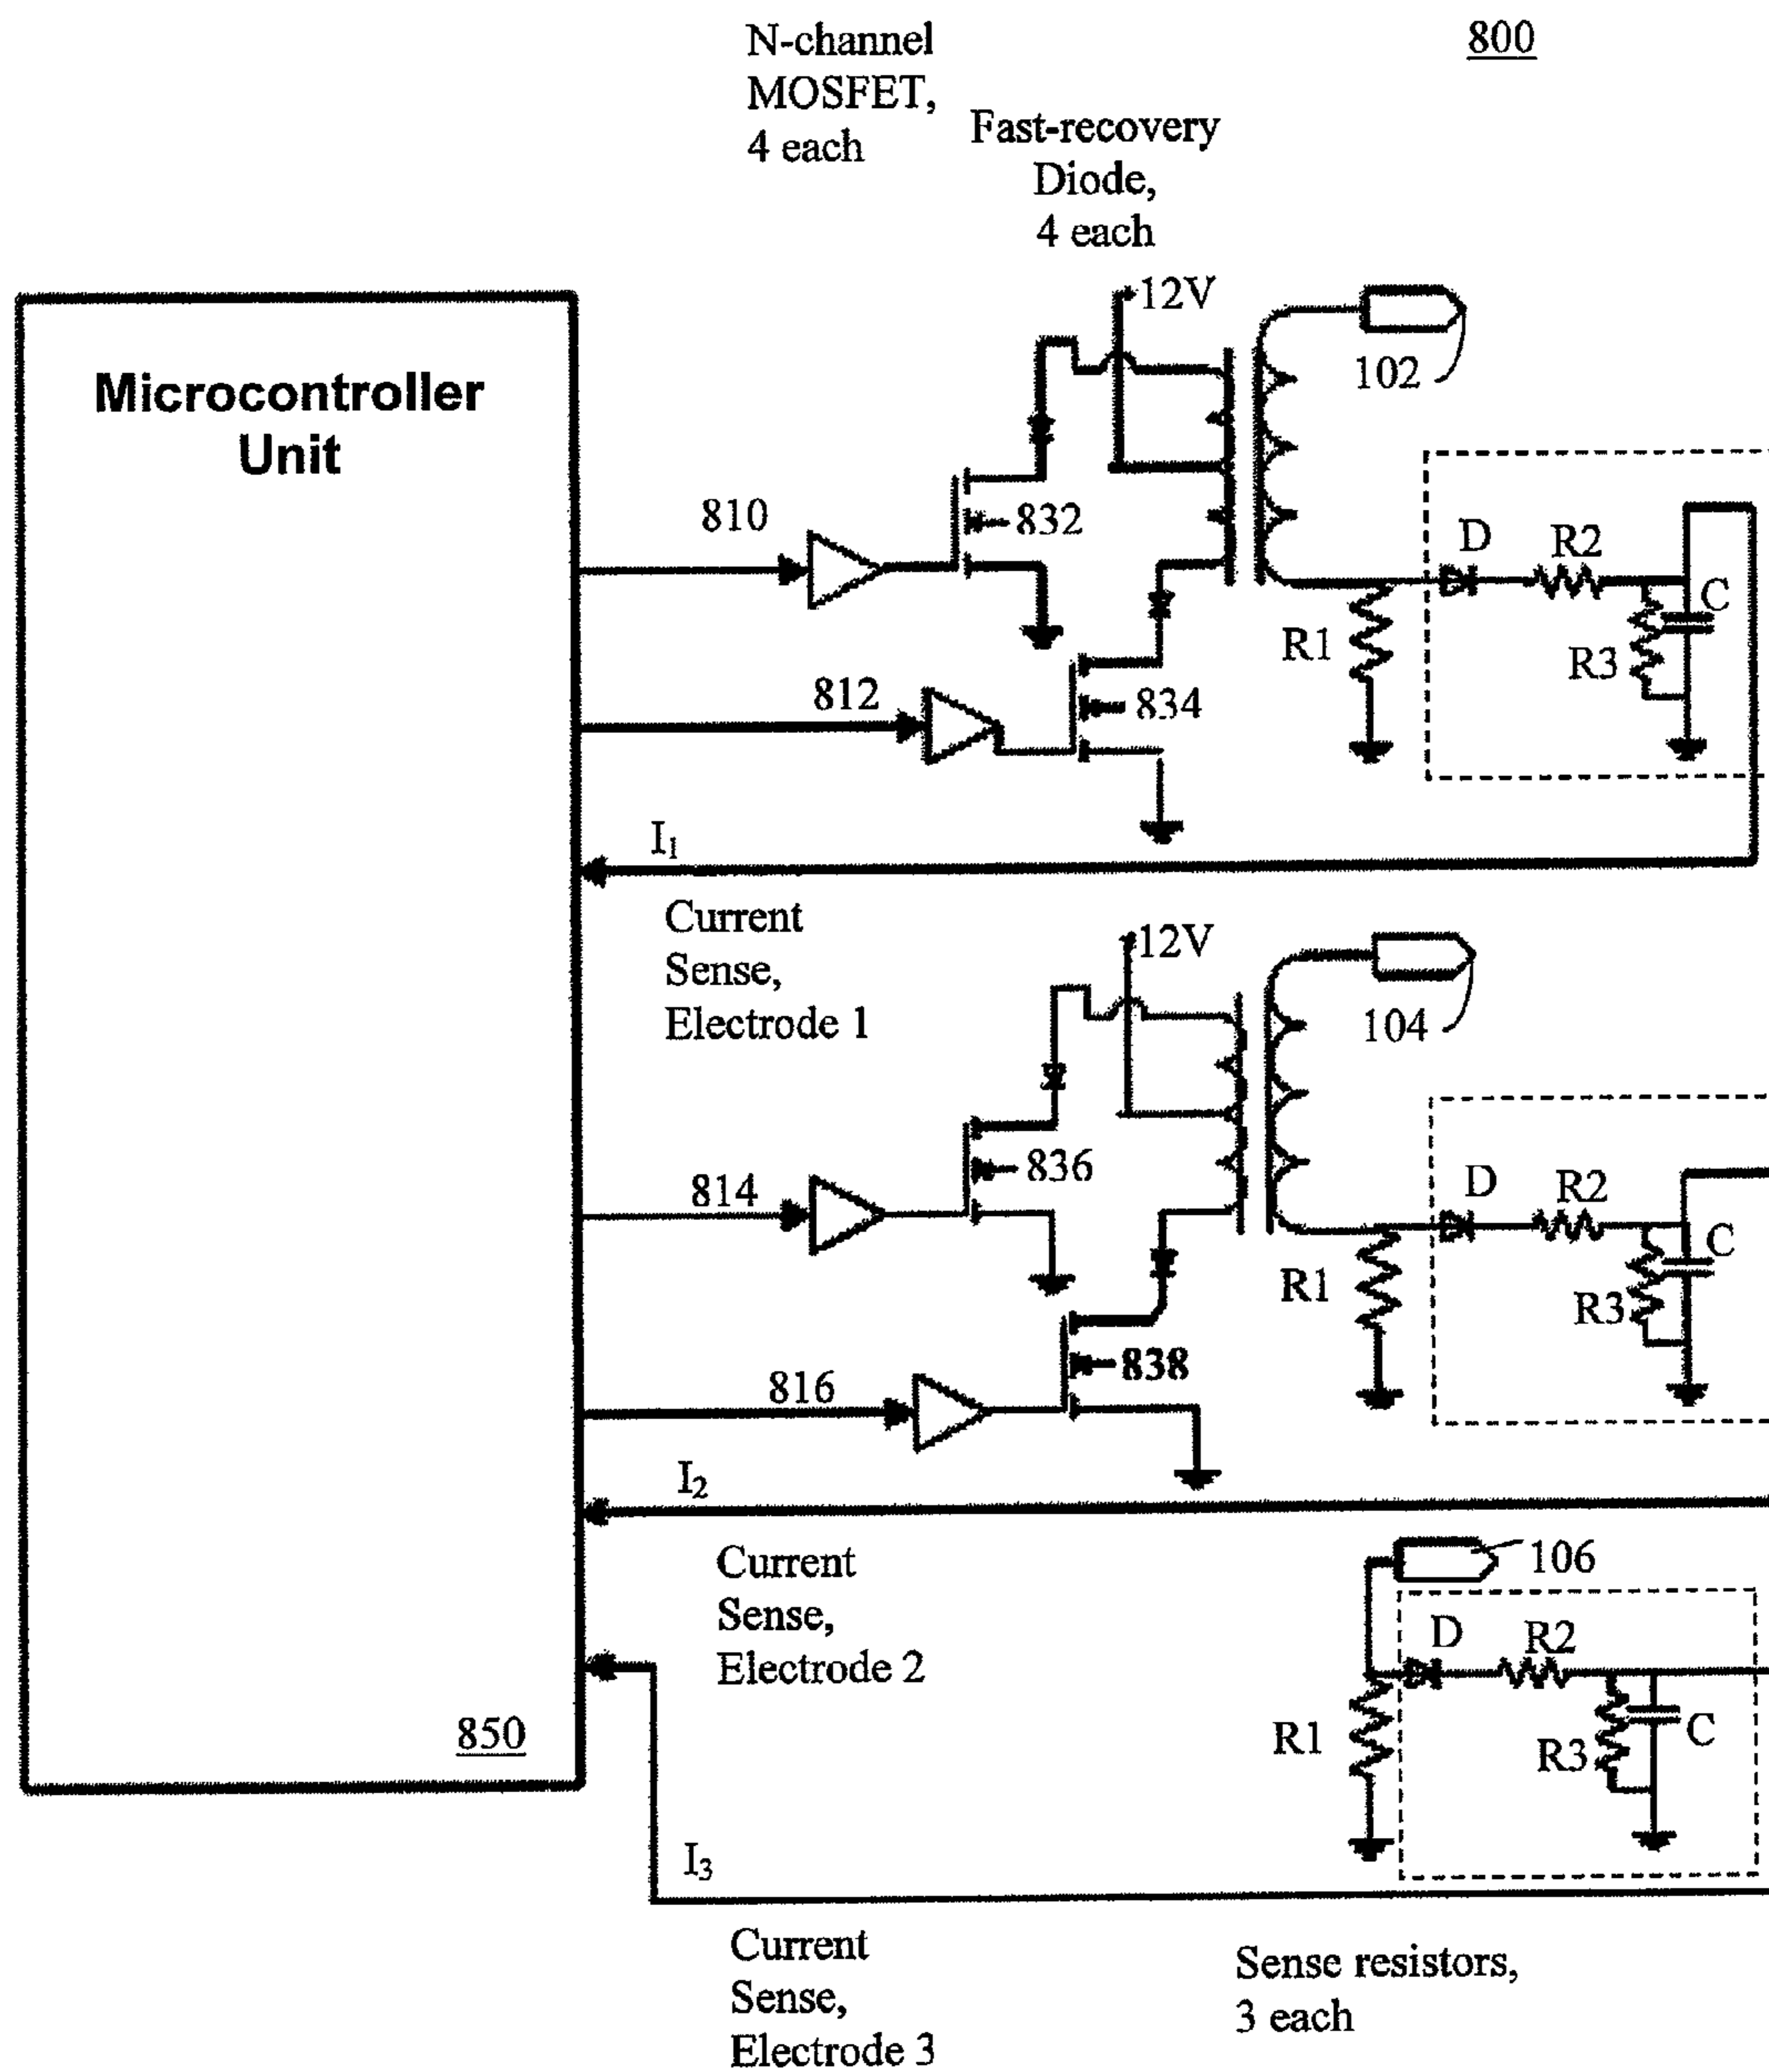 800
N-channel
MOSFET,
4 each
Fast-recovery
Diode,
4 each
12V
102
Microcontroller
Unit
810
832
D
R2
C
R1
R3
812
834
I₁
Current
Sense,
Electrode 1
12V
104
836
814
D
R2
C
R1
R3
838
816
I₂
Current
Sense,
Electrode 2
106
D
R2
R1
R3
C
850
I₃
Current
Sense,
Electrode 3
Sense resistors,
3 each